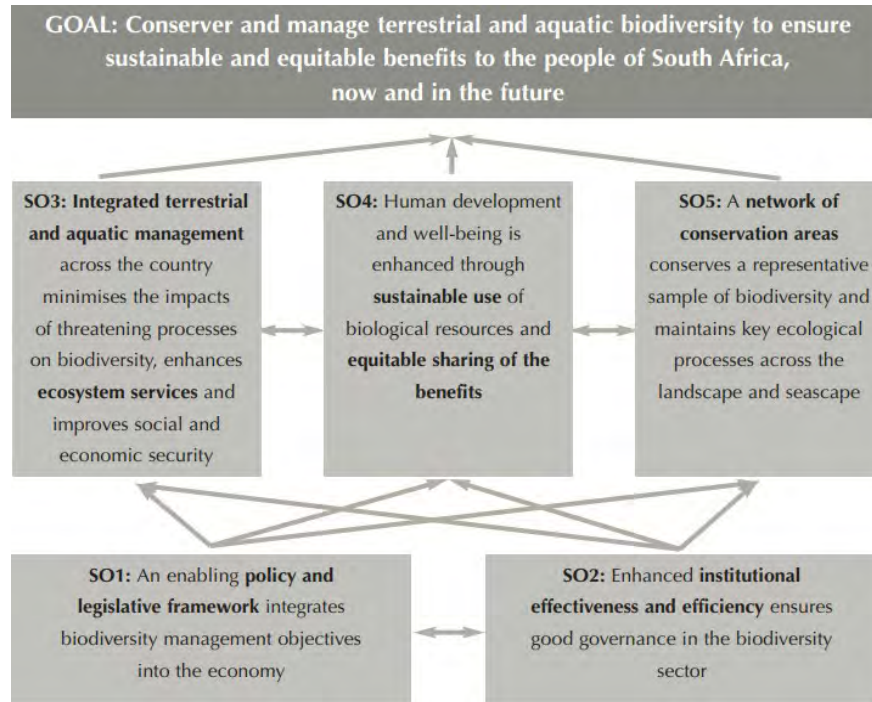 GOAL: Conserver and manage terrestrial and aquatic biodiversity to ensure
sustainable and equitable benefits to the people of South Africa,
now and in the future
SO3: Integrated terrestrial
and aquatic management
across the country
minimises the impacts
of threatening processes
on biodiversity, enhances
ecosystem services and
improves social and
economic security
SO4: Human development
and well-being is
enhanced through
sustainable use of
biological resources and
equitable sharing of the
benefits
SO5: A network of
conservation areas
conserves a representative
sample of biodiversity and
maintains key ecological
processes across the
landscape and seascape
SO1: An enabling policy and
legislative framework integrates
biodiversity management objectives
into the economy
SO2: Enhanced institutional
effectiveness and efficiency ensures
good governance in the biodiversity
sector